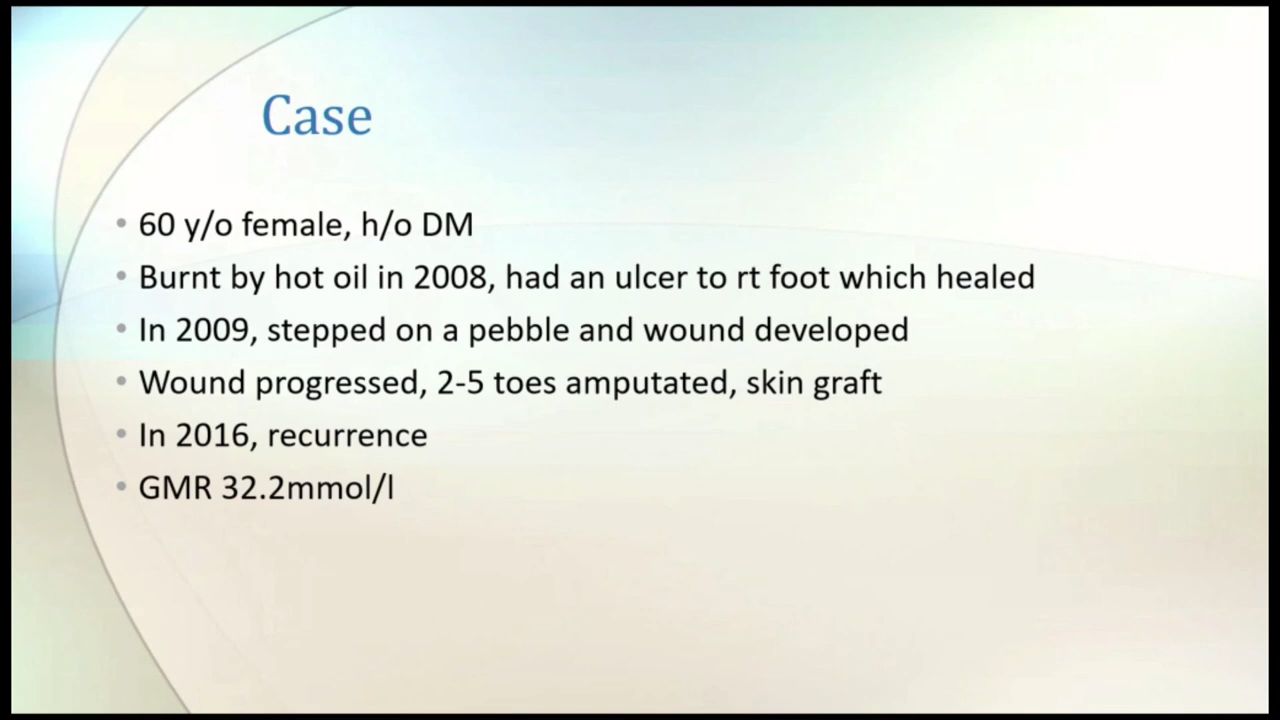 Case
• 60 y/o female, h/o DM
• Burnt by hot oil in 2008, had an ulcer to rt foot which healed
• In 2009, stepped on a pebble and wound developed
• Wound progressed, 2-5 toes amputated, skin graft
• In 2016, recurrence
• GMR 32.2mmol/l